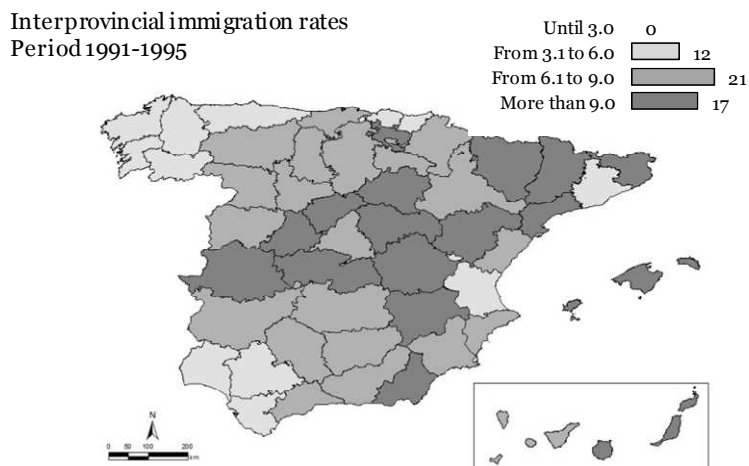 Interprovincial immigration rates
Period 1991-1995
Until 3.0 0
From 3.1 to 6.0 12
From 6.1 to 9.0 21
More than 9.0 17
N
0 50 100 200
km